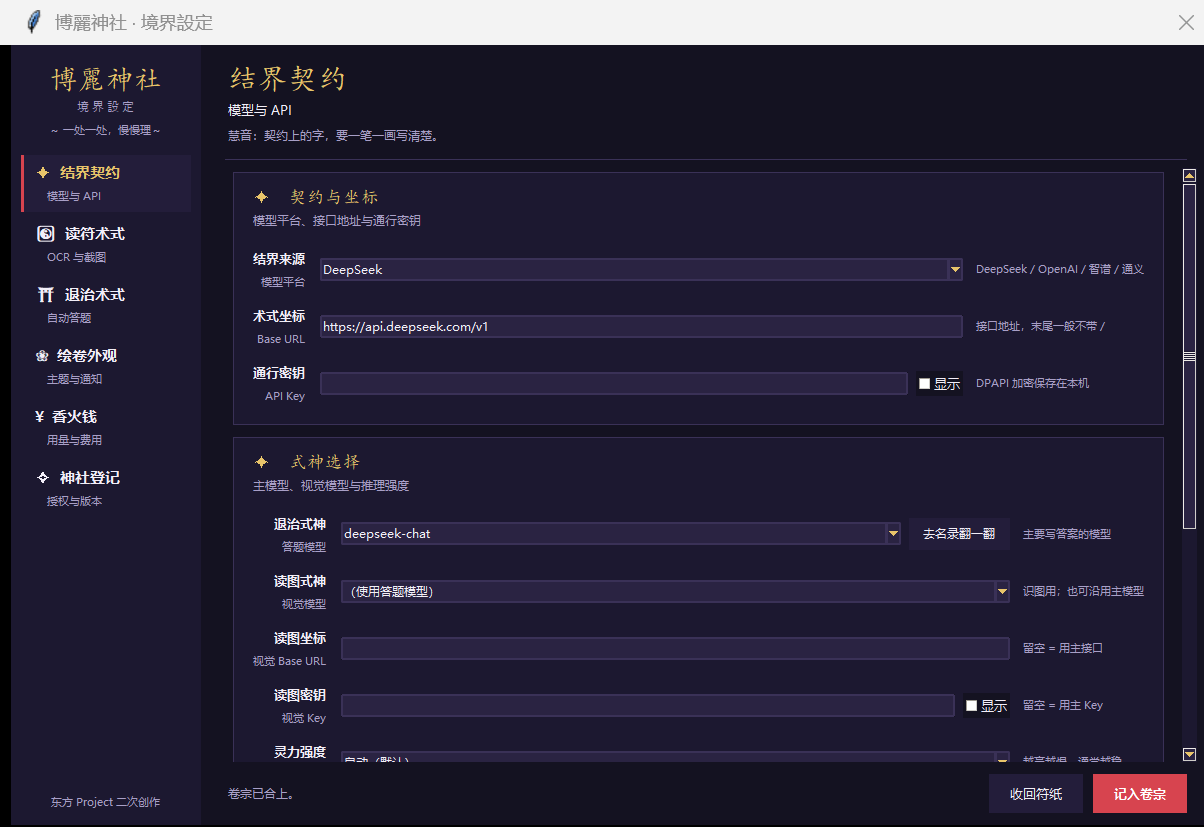 博麗神社 · 境界設定
博麗神社
境界設定
~ 一处一处，慢慢理 ~
结界契约
模型与 API
读符术式
OCR 与截图
退治术式
自动答题
绘卷外观
主题与通知
¥ 香火钱
用量与费用
神社登记
授权与版本
东方 Project 二次创作
结界契约
模型与 API
慧音：契约上的字，要一笔一画写清楚。
契约与坐标
模型平台、接口地址与通行密钥
结界来源
模型平台
DeepSeek
DeepSeek / OpenAI / 智谱 / 通义
术式坐标
Base URL
https://api.deepseek.com/v1
接口地址，末尾一般不带 /
通行密钥
API Key
显示
DPAPI 加密保存在本机
式神选择
主模型、视觉模型与推理强度
退治式神
答题模型
deepseek-chat
去名录翻一翻
主要写答案的模型
读图式神
视觉模型
（使用答题模型）
识图用；也可沿用主模型
读图坐标
视觉 Base URL
留空 = 用主接口
读图密钥
视觉 Key
显示
留空 = 用主 Key
灵力强度
自动（默认）
卷宗已合上。
收回符纸
记入卷宗